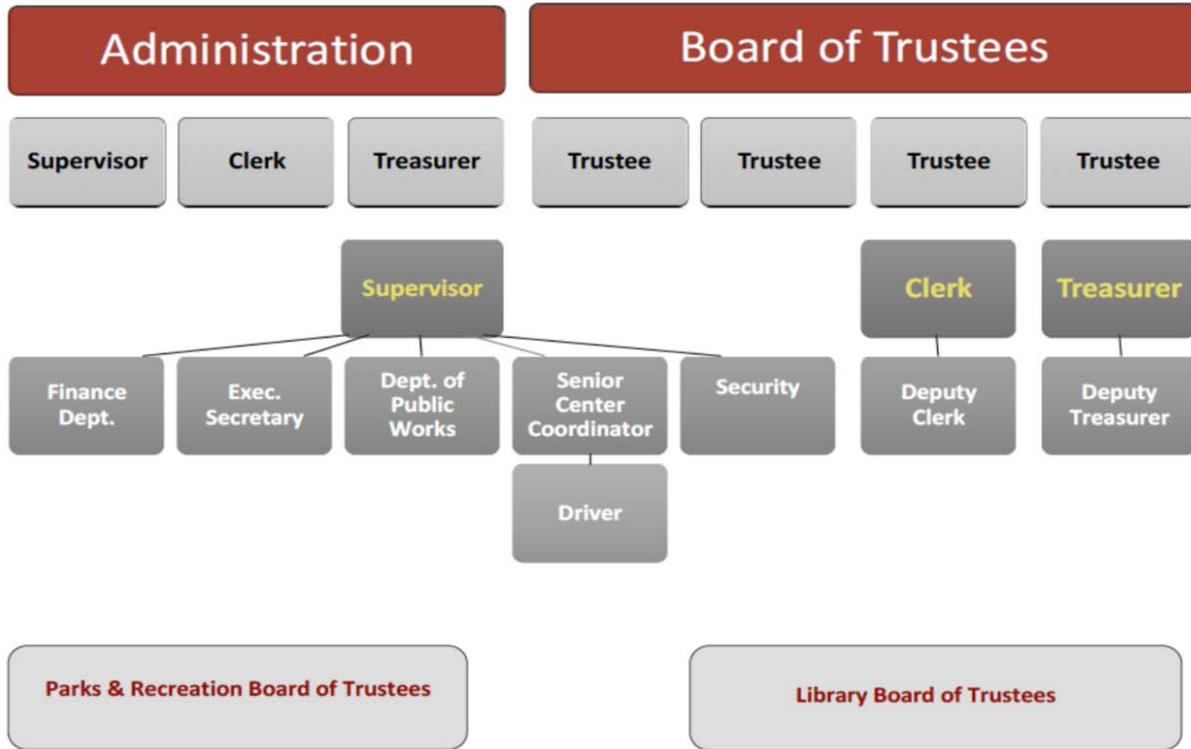 Administration
Board of Trustees
Supervisor
Clerk
Treasurer
Trustee
Trustee
Trustee
Trustee
Supervisor
Clerk
Treasurer
Finance
Dept.
Exec.
Secretary
Dept. of
Public
Works
Senior
Center
Coordinator
Security
Deputy
Clerk
Deputy
Treasurer
Driver
Parks & Recreation Board of Trustees
Library Board of Trustees